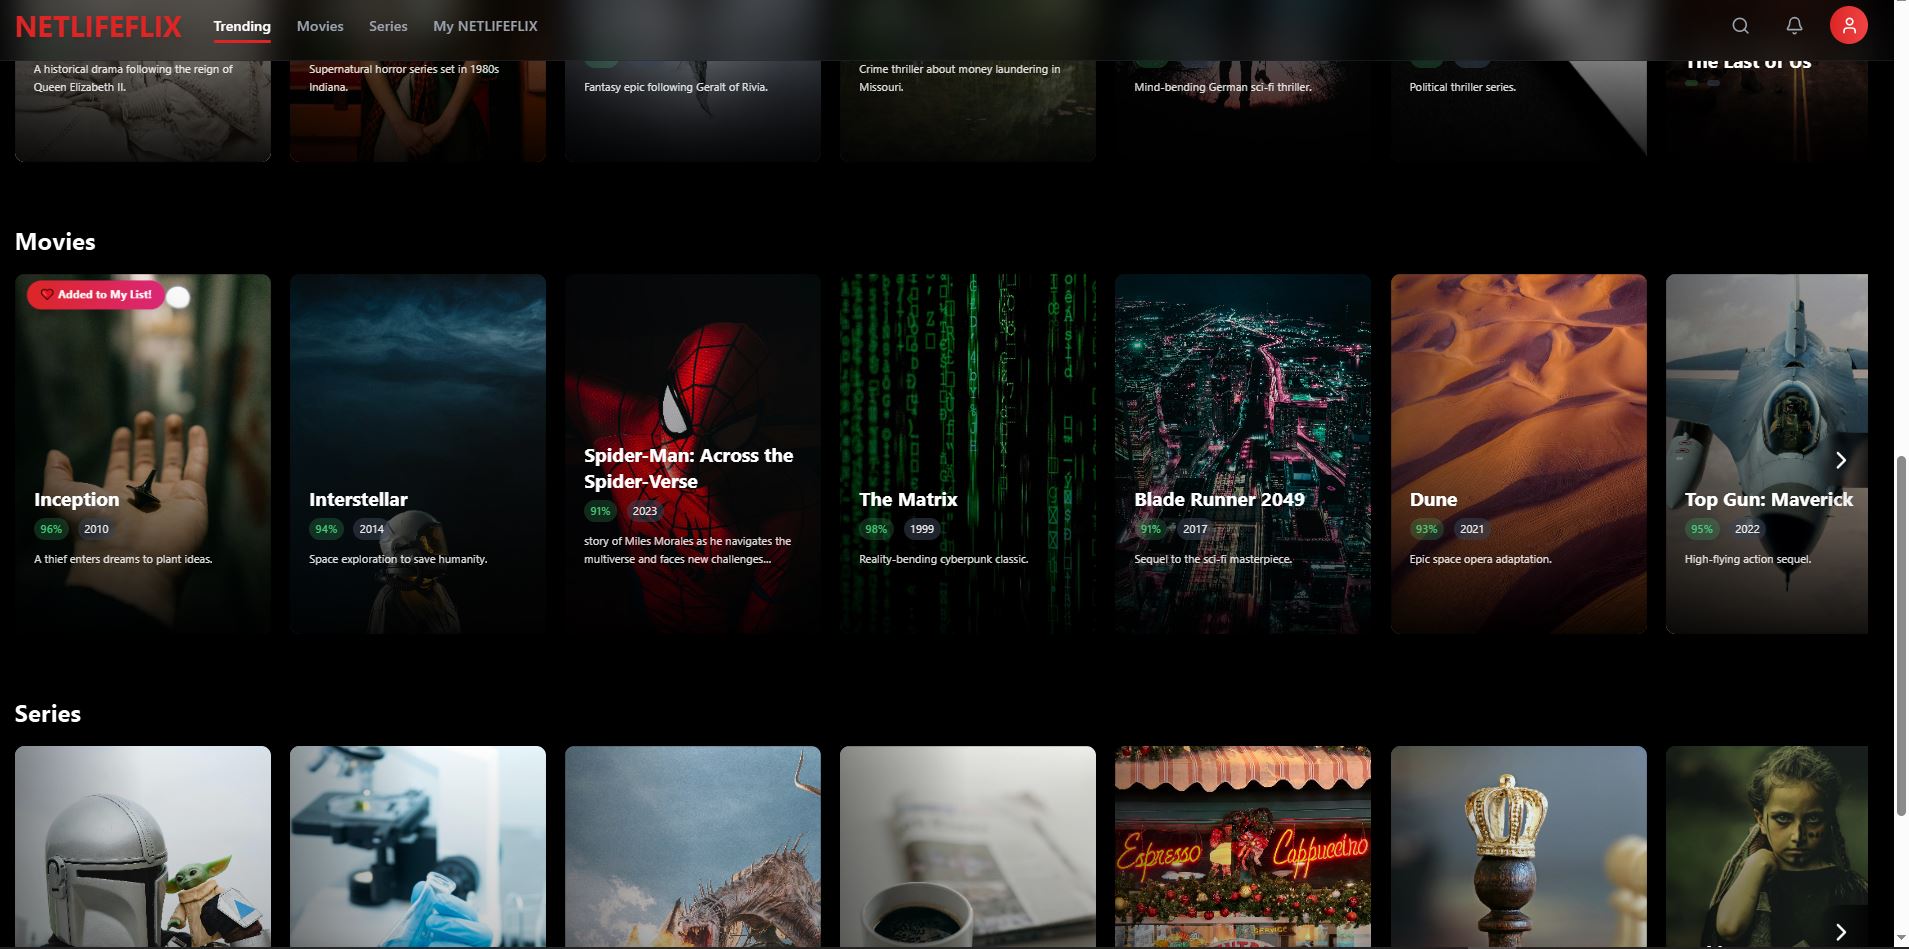 NETLIFEFLIX
Trending
Movies
Series
My NETLIFEFLIX
A historical drama following the reign of
Queen Elizabeth II.
Supernatural horror series set in 1980s
Indiana.
Fantasy epic following Geralt of Rivia.
Crime thriller about money laundering in
Missouri.
Mind-bending German sci-fi thriller.
Political thriller series.
The Last of Us
Movies
Added to My List!
Inception
96% 2010
A thief enters dreams to plant ideas.
Interstellar
94% 2014
Space exploration to save humanity.
Spider-Man: Across the
Spider-Verse
91% 2023
story of Miles Morales as he navigates the
multiverse and faces new challenges...
The Matrix
98% 1999
Reality-bending cyberpunk classic.
Blade Runner 2049
91% 2017
Sequel to the sci-fi masterpiece.
Dune
93% 2021
Epic space opera adaptation.
Top Gun: Maverick
95% 2022
High-flying action sequel.
Series
Espresso
Cappuccino
SERVICE